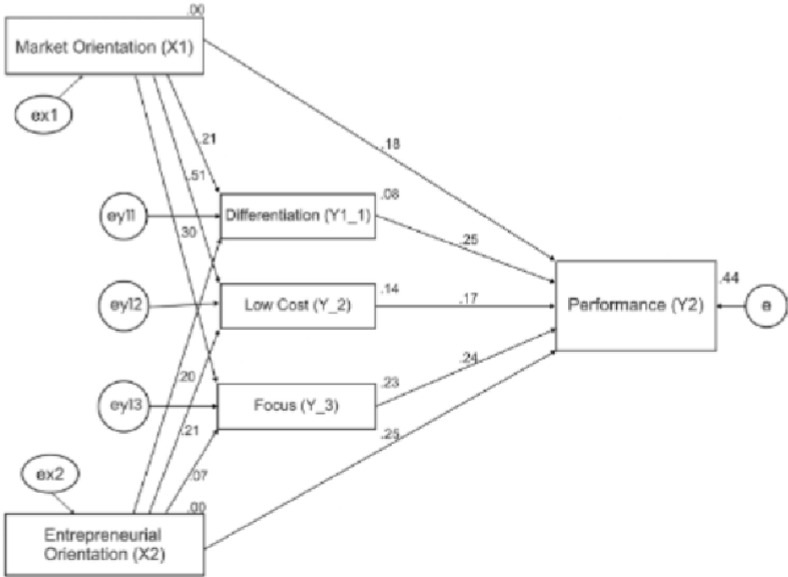 .00
Market Orientation (X1)
ex1
.18
.21
.51
.08
ey11
Differentiation (Y1_1)
.30
.25
.44
.14
ey12
Low Cost (Y_2)
.17
Performance (Y2)
e
.24
.20
.23
ey13
Focus (Y_3)
.21
.25
.07
ex2
.00
Entrepreneurial
Orientation (X2)